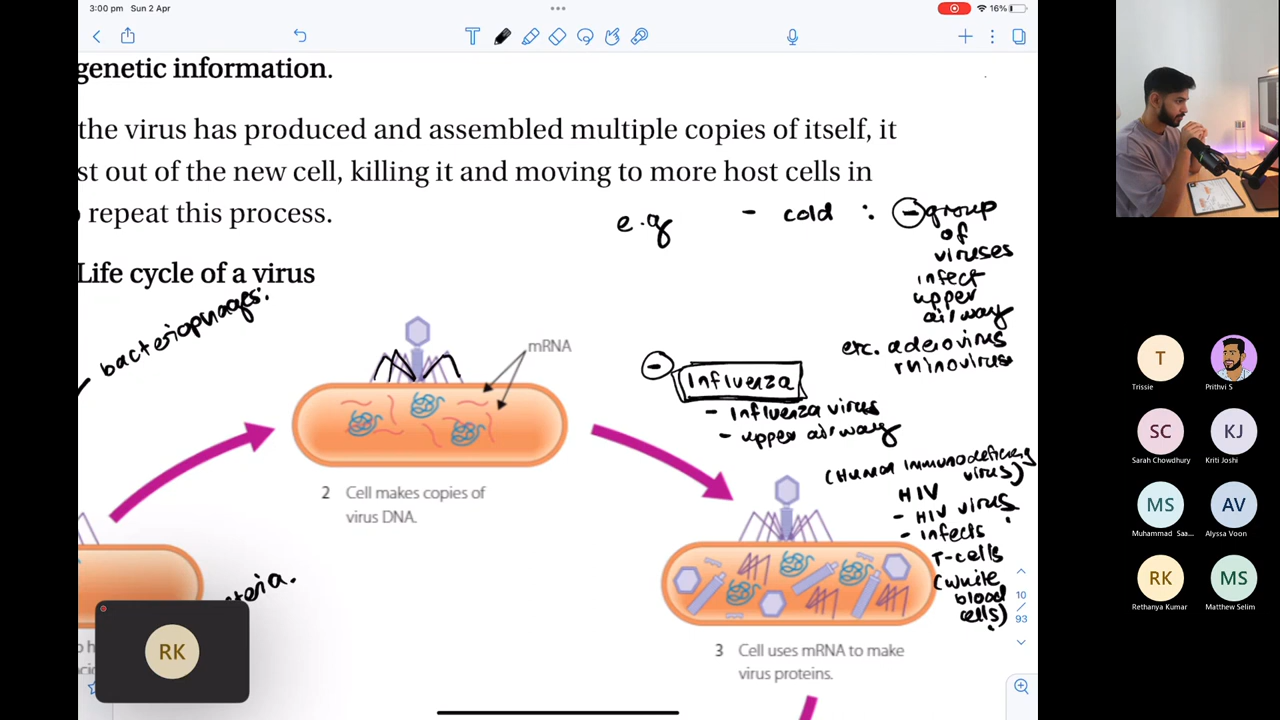 3:00 pm Sun 2 Apr
16%
genetic information.
the virus has produced and assembled multiple copies of itself, it
st out of the new cell, killing it and moving to more host cells in
repeat this process.
e.g - cold : - group
of
viruses
infect
upper
airway
etc. adenovirus
rhinovirus
Life cycle of a virus
bacteriophages:
mRNA
- Influenza
- Influenza virus
- upper airway
(Human immunodeficiency
virus)
HIV
- HIV virus
- infects
T-cells
(white
blood
cells)
2 Cell makes copies of
virus DNA.
teria.
3 Cell uses mRNA to make
virus proteins.
10
/
93
RK
T
Trissie
Prithvi S
SC
Sarah Chowdhury
KJ
Kriti Joshi
MS
Muhammad Saa...
AV
Alyssa Voon
RK
Rethanya Kumar
MS
Matthew Selim